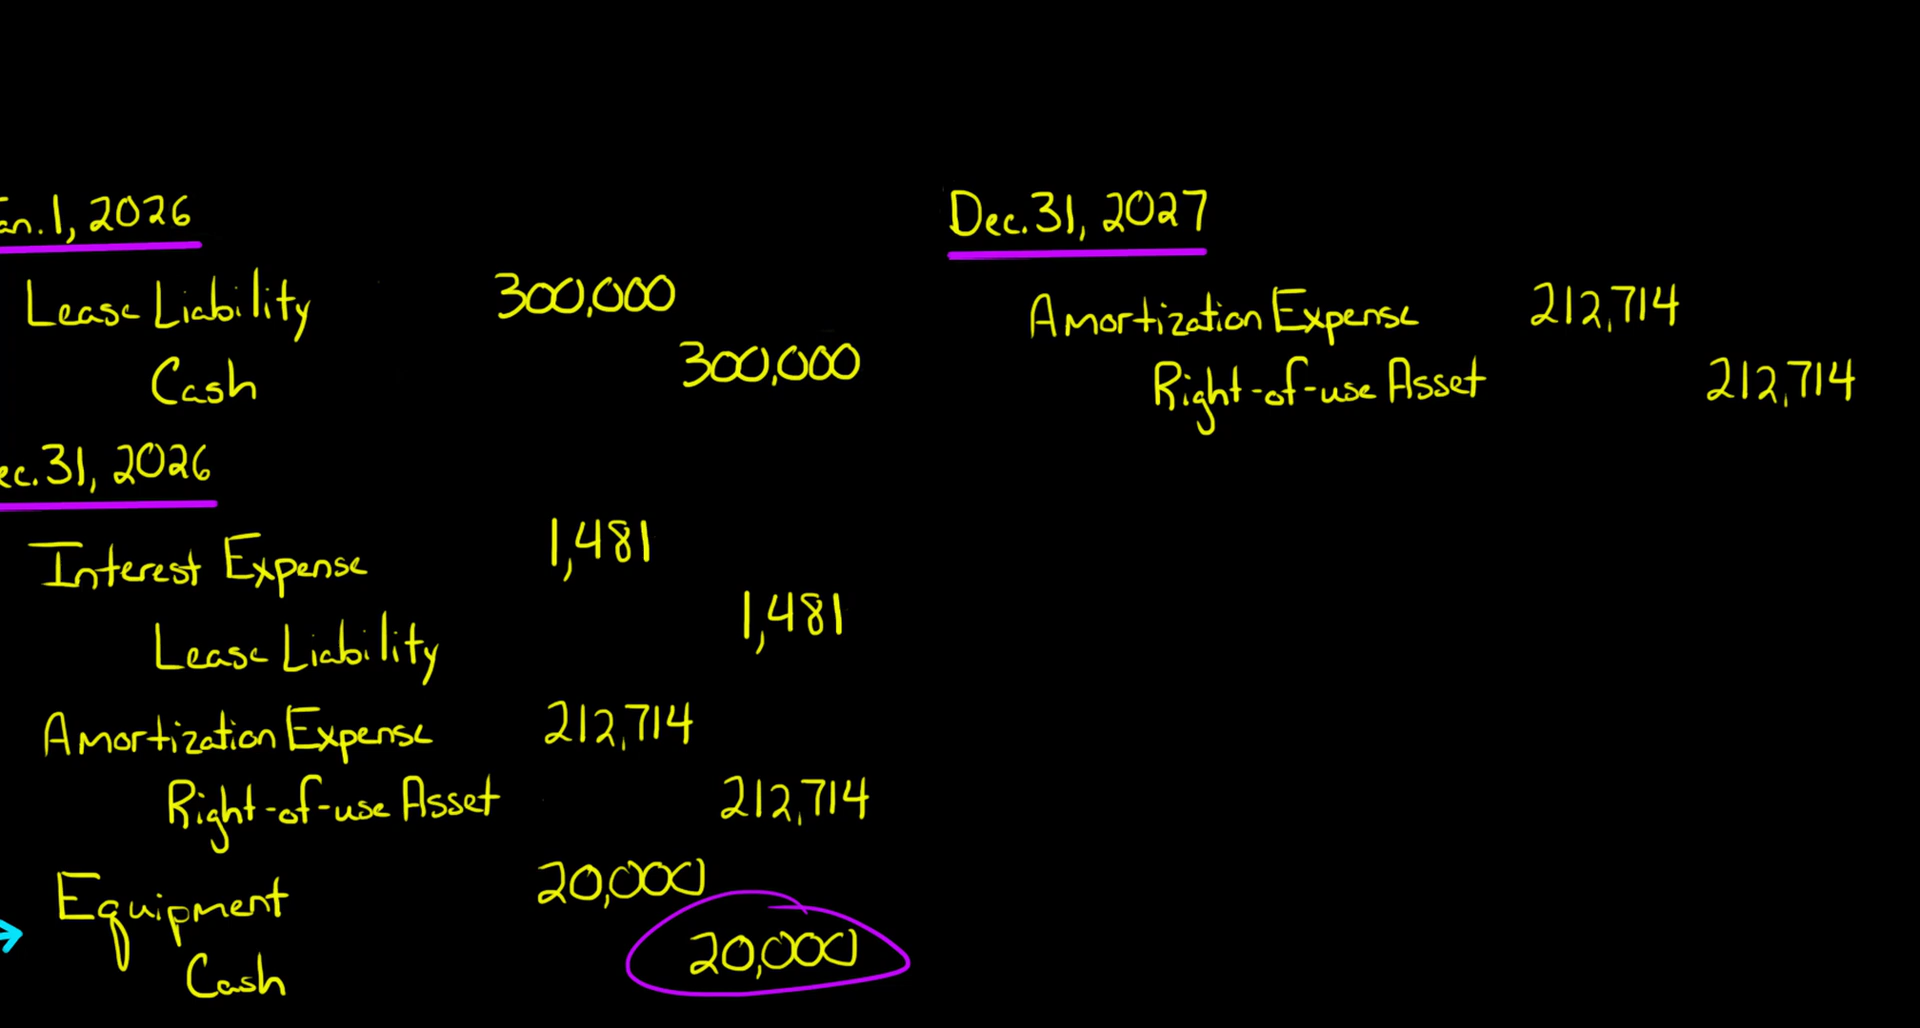 an. 1, 2026
Lease Liability 300,000
Cash 300,000
ec. 31, 2026
Interest Expense 1,481
Lease Liability 1,481
Amortization Expense 212,714
Right-of-use Asset 212,714
Equipment 20,000
Cash 20,000
Dec. 31, 2027
Amortization Expense 212,714
Right-of-use Asset 212,714